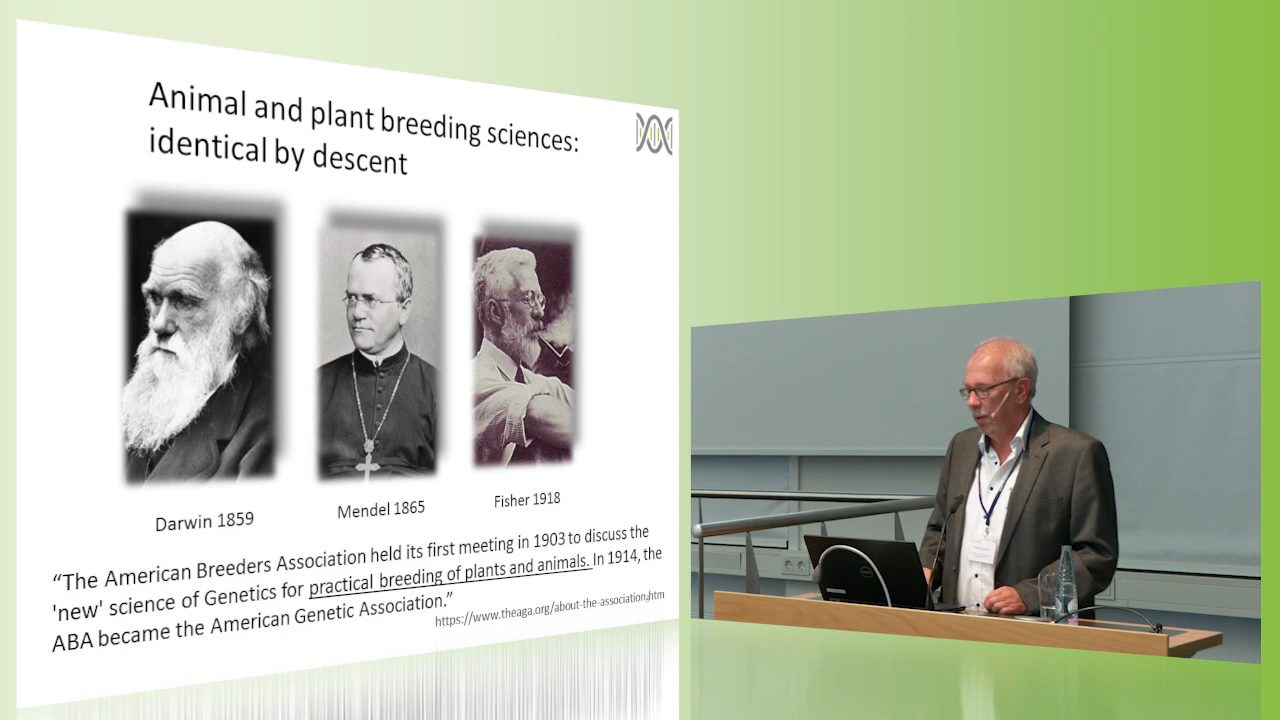 Animal and plant breeding sciences:
identical by descent
Darwin 1859
Mendel 1865
Fisher 1918
“The American Breeders Association held its first meeting in 1903 to discuss the
'new' science of Genetics for practical breeding of plants and animals. In 1914, the
ABA became the American Genetic Association.”
https://www.theaga.org/about-the-association.htm